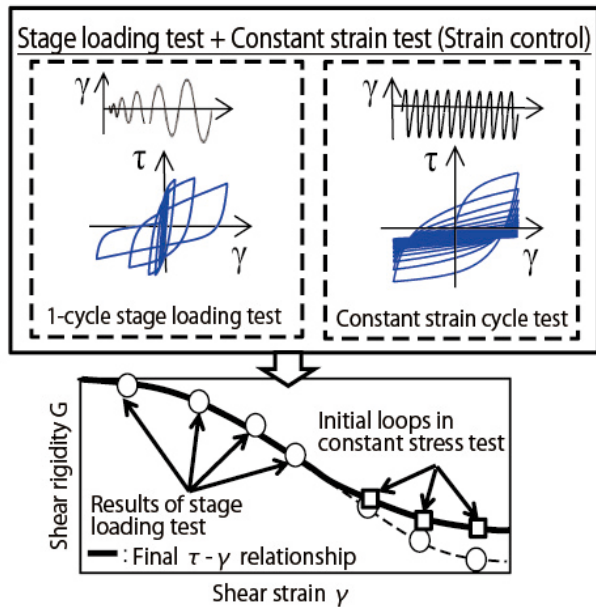 Stage loading test + Constant strain test (Strain control)
γ
γ
τ
τ
γ
γ
1-cycle stage loading test
Constant strain cycle test
Shear rigidity G
Initial loops in
constant stress test
Results of stage
loading test
: Final τ - γ relationship
Shear strain γ